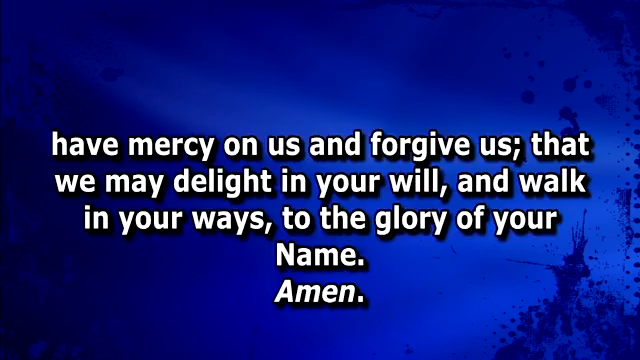 have mercy on us and forgive us; that
we may delight in your will, and walk
in your ways, to the glory of your
Name.
Amen.